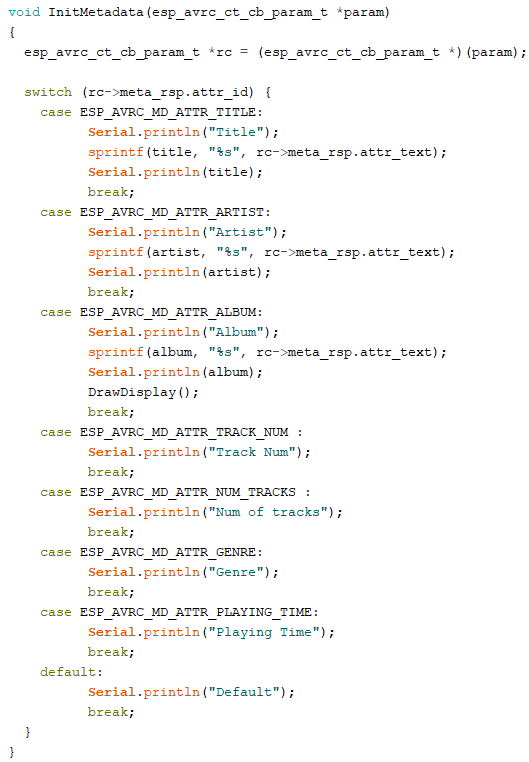 void InitMetadata(esp_avrc_ct_cb_param_t *param)
{
  esp_avrc_ct_cb_param_t *rc = (esp_avrc_ct_cb_param_t *)(param);

  switch (rc->meta_rsp.attr_id) {
    case ESP_AVRC_MD_ATTR_TITLE:
          Serial.println("Title");
          sprintf(title, "%s", rc->meta_rsp.attr_text);
          Serial.println(title);
          break;
    case ESP_AVRC_MD_ATTR_ARTIST:
          Serial.println("Artist");
          sprintf(artist, "%s", rc->meta_rsp.attr_text);
          Serial.println(artist);
          break;
    case ESP_AVRC_MD_ATTR_ALBUM:
          Serial.println("Album");
          sprintf(album, "%s", rc->meta_rsp.attr_text);
          Serial.println(album);
          DrawDisplay();
          break;
    case ESP_AVRC_MD_ATTR_TRACK_NUM :
          Serial.println("Track Num");
          break;
    case ESP_AVRC_MD_ATTR_NUM_TRACKS :
          Serial.println("Num of tracks");
          break;
    case ESP_AVRC_MD_ATTR_GENRE:
          Serial.println("Genre");
          break;
    case ESP_AVRC_MD_ATTR_PLAYING_TIME:
          Serial.println("Playing Time");
          break;
    default:
          Serial.println("Default");
          break;
  }
}